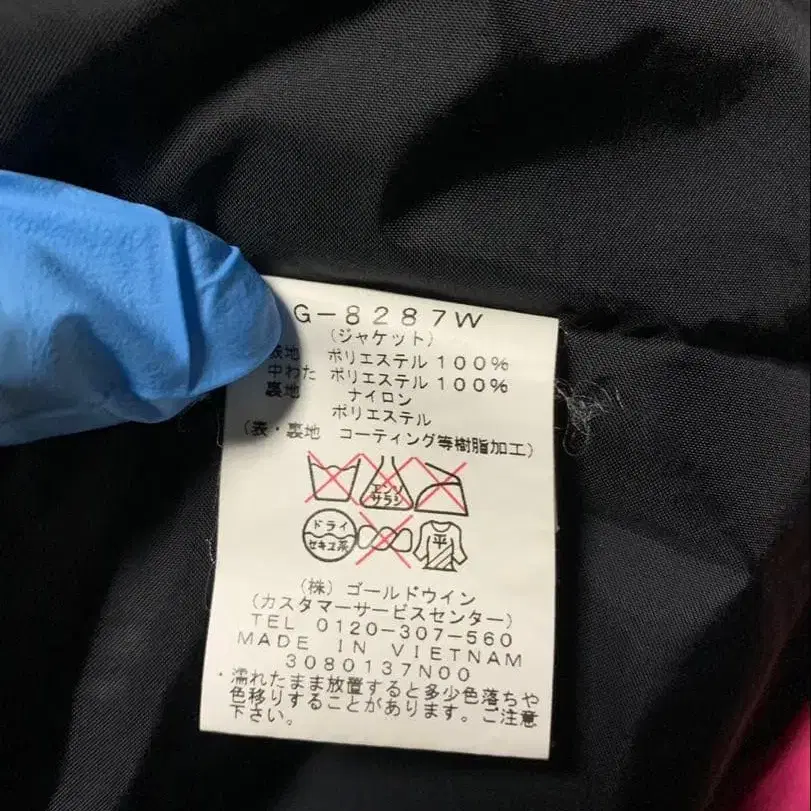 G-8287W
(ジャケット)
表地 ポリエステル100%
中わた ポリエステル100%
裏地 ナイロン
ポリエステル
(表・裏地 コーティング等樹脂加工)
エンソ
サラシ
ドライ
セキユ系
平
(株)ゴールドウイン
(カスタマーサービスセンター)
TEL 0120-307-560
MADE IN VIETNAM
3080137N00
・濡れたまま放置すると多少色落ちや
色移りすることがあります。ご注意
下さい。